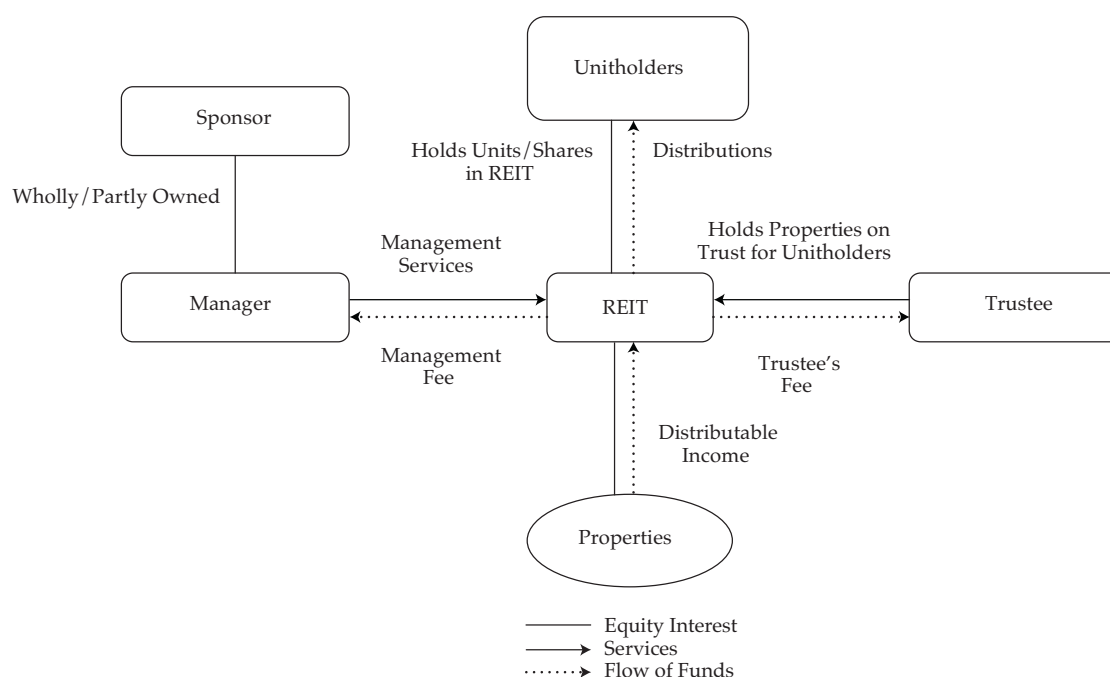 Unitholders
Sponsor
Holds Units/Shares
in REIT
Distributions
Wholly/Partly Owned
Holds Properties on
Trust for Unitholders
Management
Services
Manager
REIT
Trustee
Management
Fee
Trustee’s
Fee
Distributable
Income
Properties
Equity Interest
Services
Flow of Funds